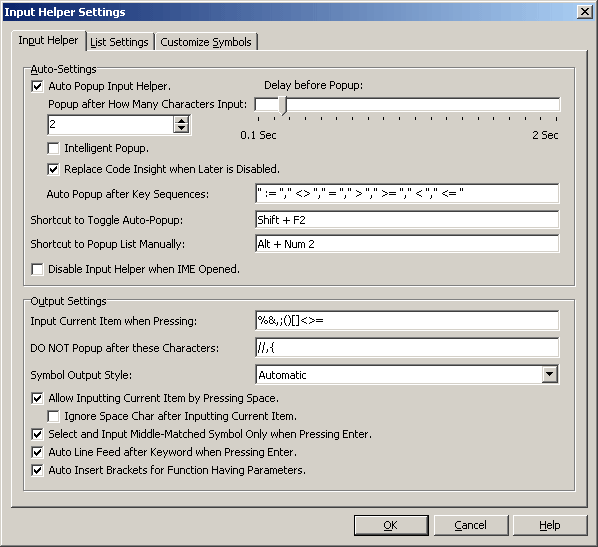 Input Helper Settings
Input Helper
List Settings
Customize Symbols
Auto-Settings
Auto Popup Input Helper.
Delay before Popup:
Popup after How Many Characters Input:
2
0.1 Sec
2 Sec
Intelligent Popup.
Replace Code Insight when Later is Disabled.
Auto Popup after Key Sequences:
" := "," <> "," = "," > "," >= "," < "," <= "
Shortcut to Toggle Auto-Popup:
Shift + F2
Shortcut to Popup List Manually:
Alt + Num 2
Disable Input Helper when IME Opened.
Output Settings
Input Current Item when Pressing:
%&,;()[]<>=
DO NOT Popup after these Characters:
//,{
Symbol Output Style:
Automatic
Allow Inputting Current Item by Pressing Space.
Ignore Space Char after Inputting Current Item.
Select and Input Middle-Matched Symbol Only when Pressing Enter.
Auto Line Feed after Keyword when Pressing Enter.
Auto Insert Brackets for Function Having Parameters.
OK
Cancel
Help